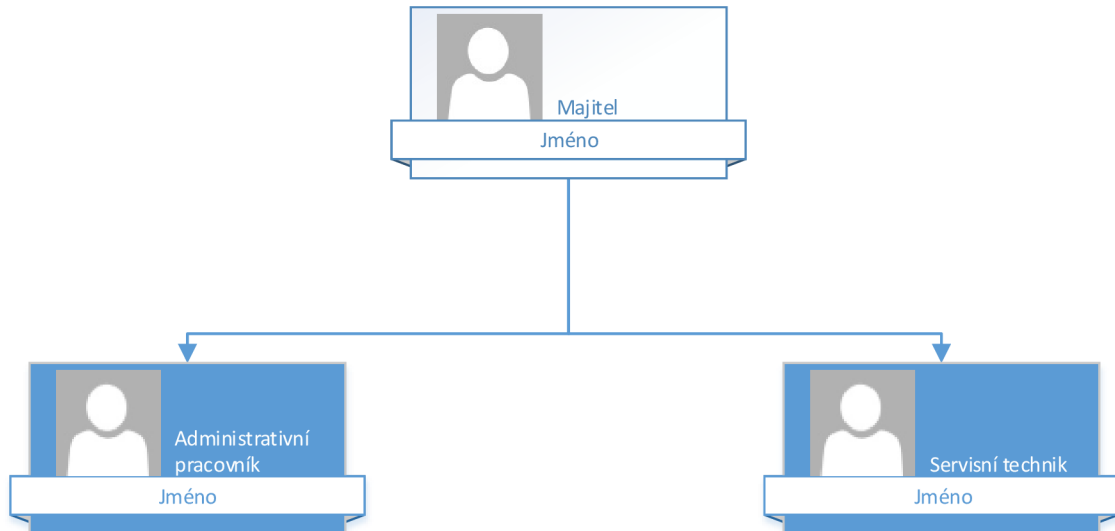 Majitel
Jméno
Administrativní
pracovník
Jméno
Servisní technik
Jméno